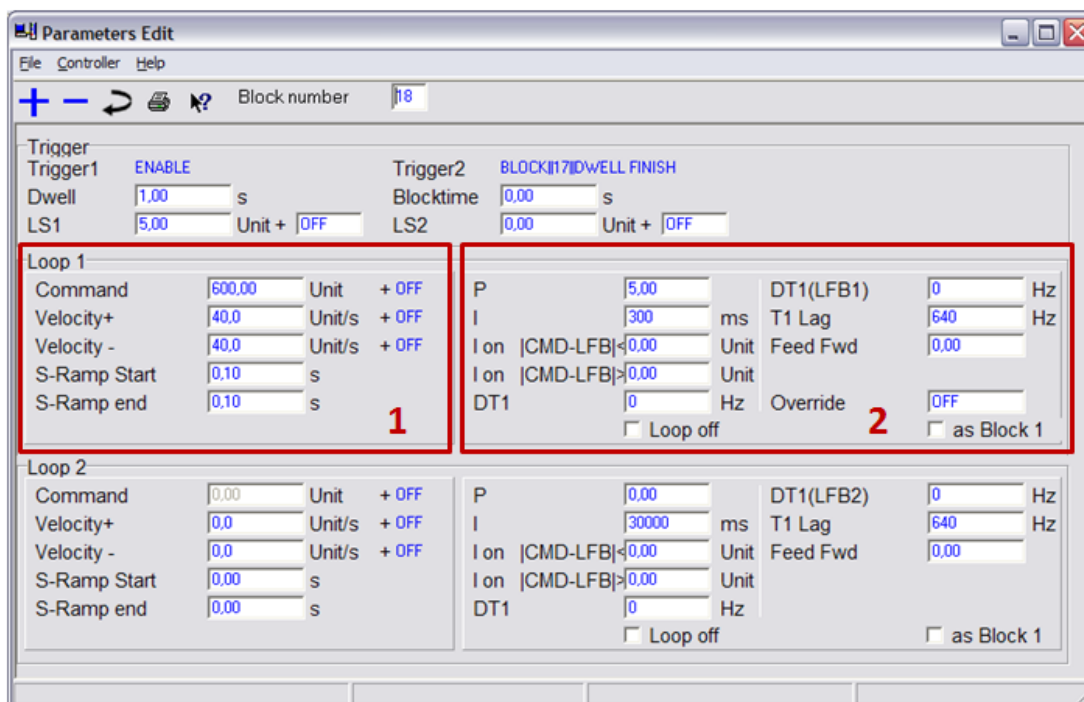 Parameters Edit
File Controller Help
Block number 18
Trigger
Trigger1 ENABLE Trigger2 BLOCK||17||DWELL FINISH
Dwell 1,00 s Blocktime 0,00 s
LS1 5,00 Unit + OFF LS2 0,00 Unit + OFF
Loop 1
Command 600,00 Unit + OFF P 5,00 DT1(LFB1) 0 Hz
Velocity+ 40,0 Unit/s + OFF I 300 ms T1 Lag 640 Hz
Velocity - 40,0 Unit/s + OFF I on |CMD-LFB|< 0,00 Unit Feed Fwd 0,00
S-Ramp Start 0,10 s I on |CMD-LFB|> 0,00 Unit
S-Ramp end 0,10 s DT1 0 Hz Override OFF
1 Loop off 2 as Block 1
Loop 2
Command 0,00 Unit + OFF P 0,00 DT1(LFB2) 0 Hz
Velocity+ 0,0 Unit/s + OFF I 30000 ms T1 Lag 640 Hz
Velocity - 0,0 Unit/s + OFF I on |CMD-LFB|< 0,00 Unit Feed Fwd 0,00
S-Ramp Start 0,00 s I on |CMD-LFB|> 0,00 Unit
S-Ramp end 0,00 s DT1 0 Hz
Loop off as Block 1